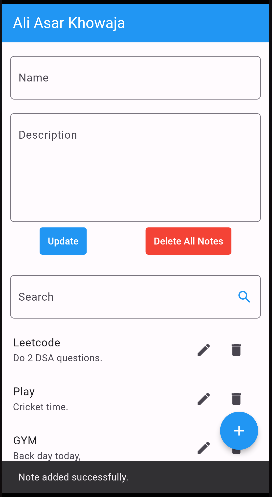 Ali Asar Khowaja
Name
Description
Update
Delete All Notes
Search
Leetcode
Do 2 DSA questions.
Play
Cricket time.
GYM
Back day today,
Note added successfully.